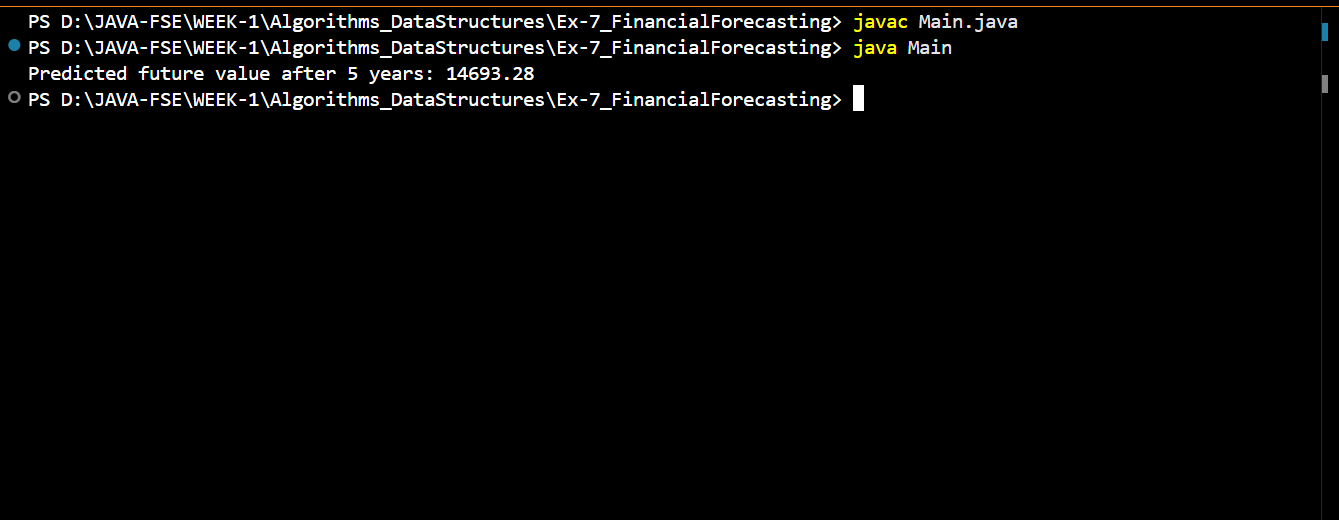 PS D:\JAVA-FSE\WEEK-1\Algorithms_DataStructures\Ex-7_FinancialForecasting> javac Main.java
PS D:\JAVA-FSE\WEEK-1\Algorithms_DataStructures\Ex-7_FinancialForecasting> java Main
Predicted future value after 5 years: 14693.28
PS D:\JAVA-FSE\WEEK-1\Algorithms_DataStructures\Ex-7_FinancialForecasting>